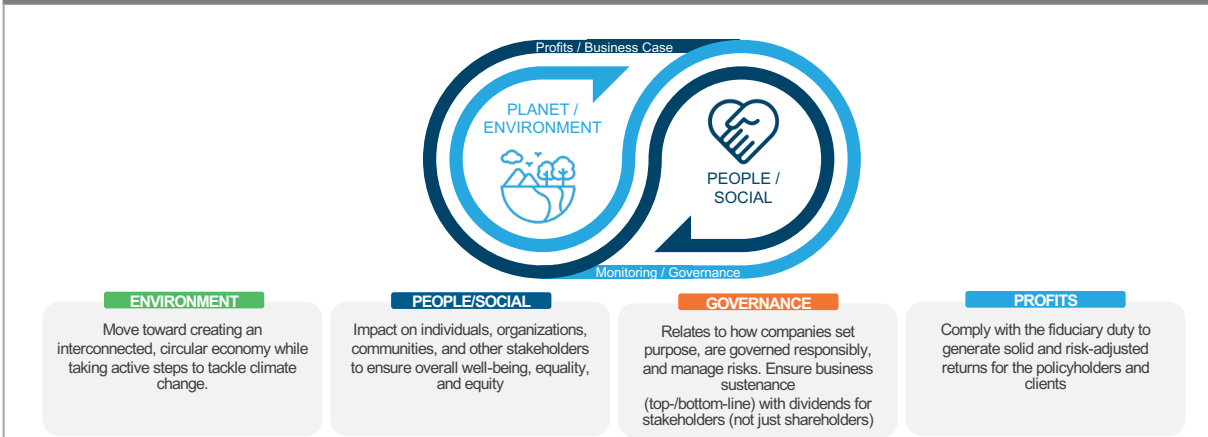 Profits / Business Case
PLANET /
ENVIRONMENT
PEOPLE /
SOCIAL
Monitoring / Governance
ENVIRONMENT
Move toward creating an
interconnected, circular economy while
taking active steps to tackle climate
change.
PEOPLE/SOCIAL
Impact on individuals, organizations,
communities, and other stakeholders
to ensure overall well-being, equality,
and equity
GOVERNANCE
Relates to how companies set
purpose, are governed responsibly,
and manage risks. Ensure business
sustenance
(top-/bottom-line) with dividends for
stakeholders (not just shareholders)
PROFITS
Comply with the fiduciary duty to
generate solid and risk-adjusted
returns for the policyholders and
clients